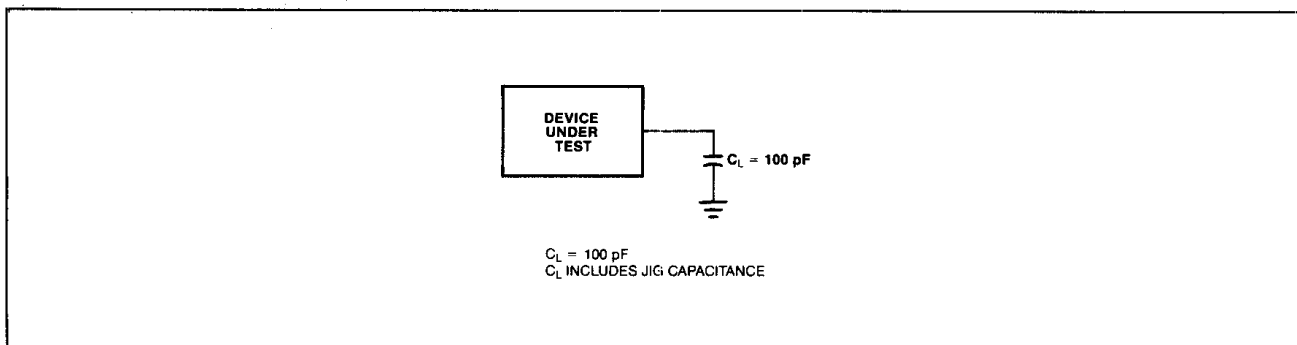 DEVICE
UNDER
TEST
C_L = 100 pF
C_L = 100 pF
C_L INCLUDES JIG CAPACITANCE